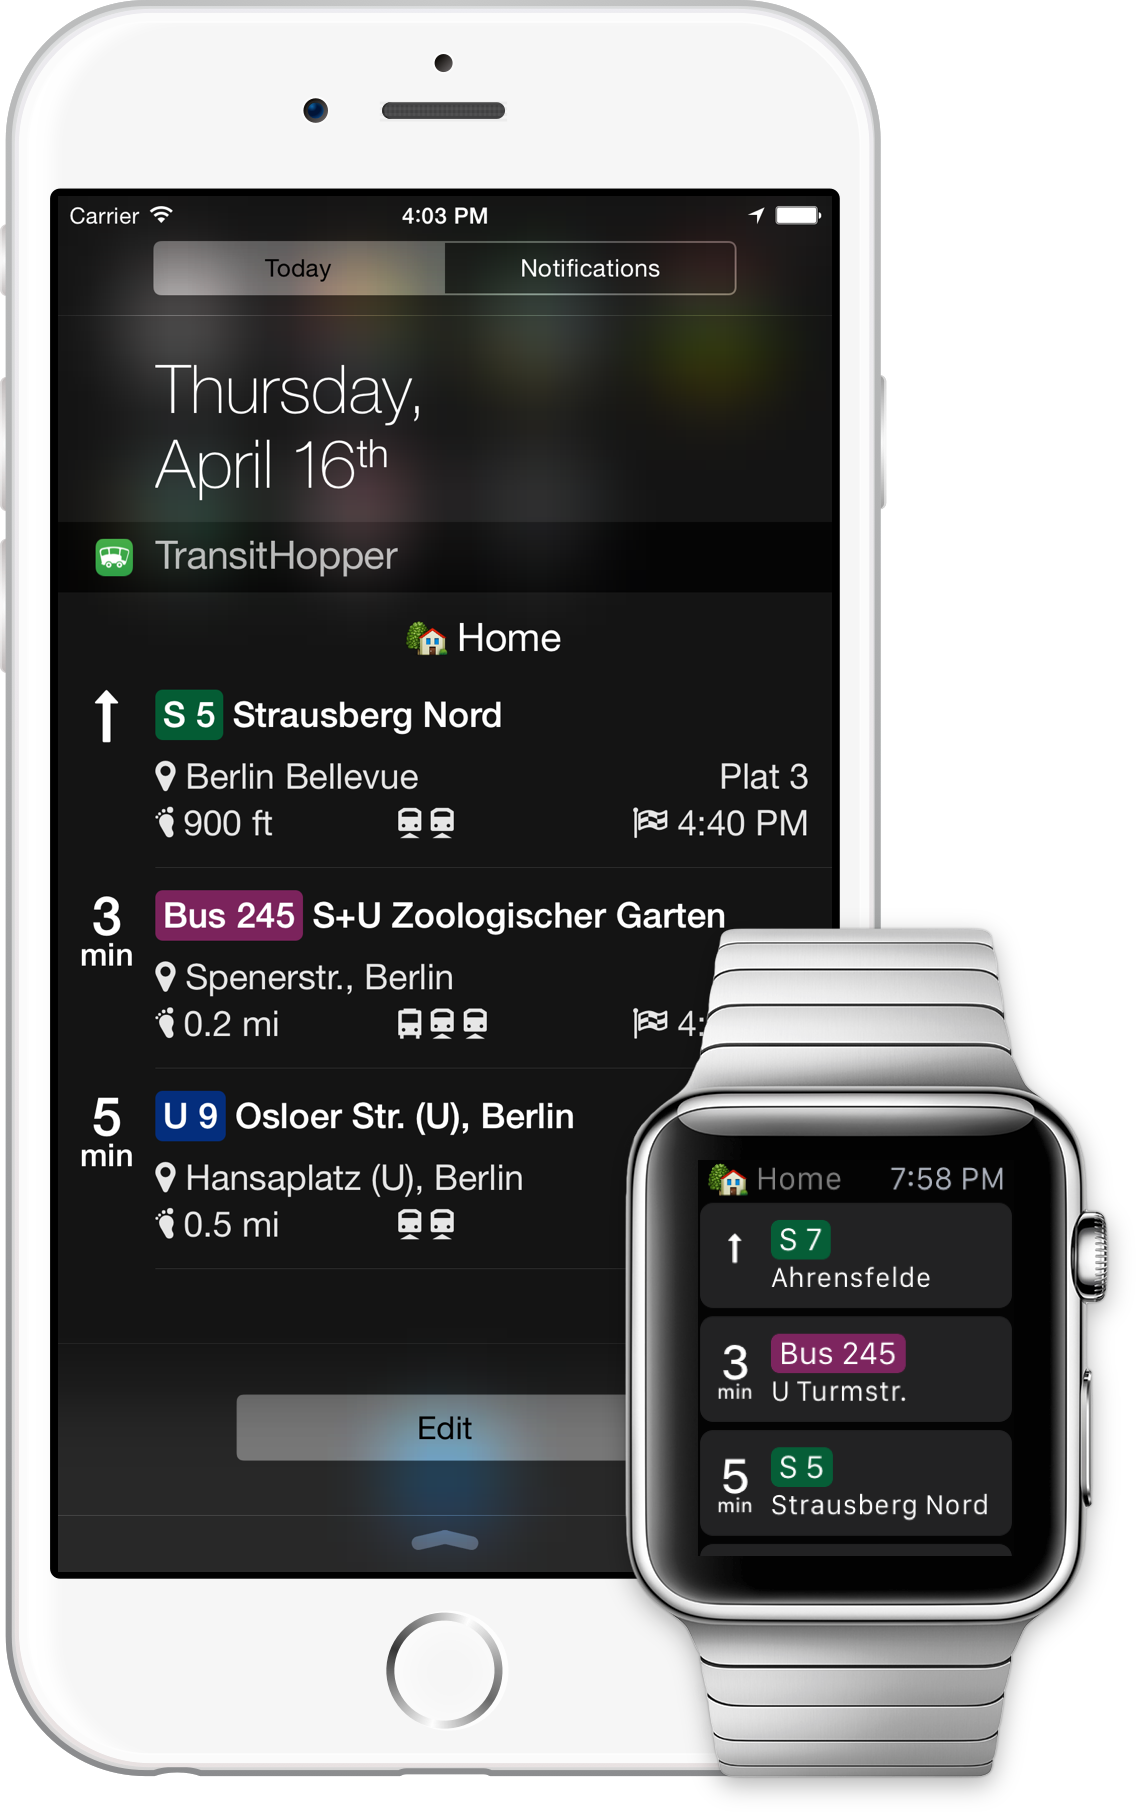 Carrier 4:03 PM
Today Notifications
Thursday,
April 16th
TransitHopper
Home
S 5 Strausberg Nord
Berlin Bellevue Plat 3
900 ft 4:40 PM
3 min Bus 245 S+U Zoologischer Garten
Spenerstr., Berlin
0.2 mi 4:
5 min U 9 Osloer Str. (U), Berlin
Hansaplatz (U), Berlin
0.5 mi
Edit
Home 7:58 PM
S 7
Ahrensfelde
3 min Bus 245
U Turmstr.
5 min S 5
Strausberg Nord